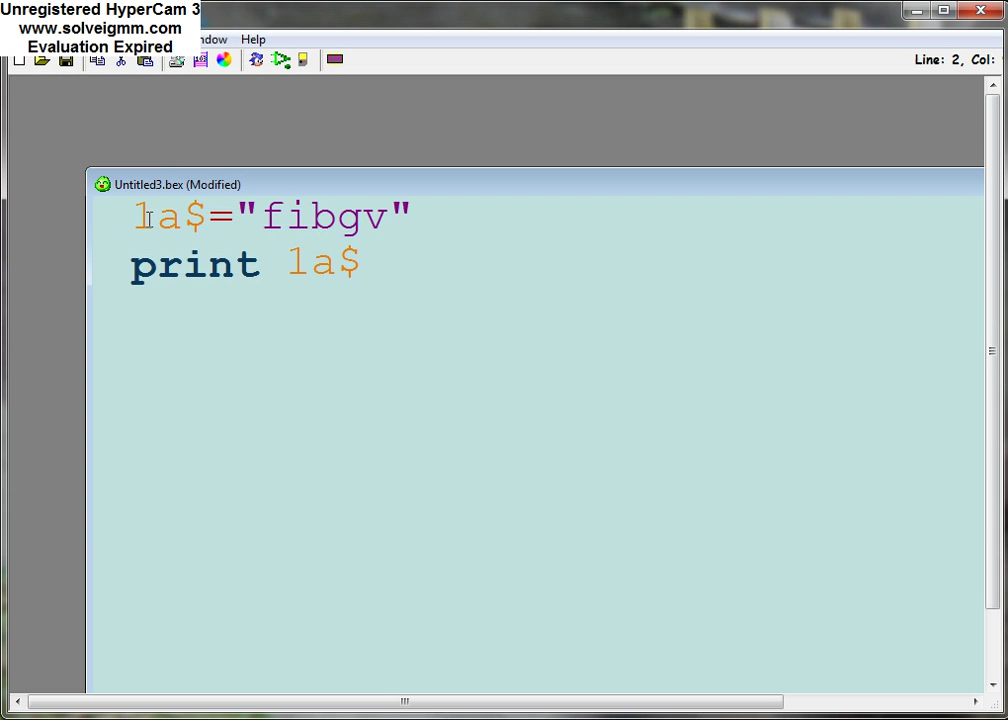 Unregistered HyperCam 3
www.solveigmm.com
Evaluation Expired
ndow Help
Line: 2, Col:
Untitled3.bex (Modified)
1a$="fibgv"
print 1a$